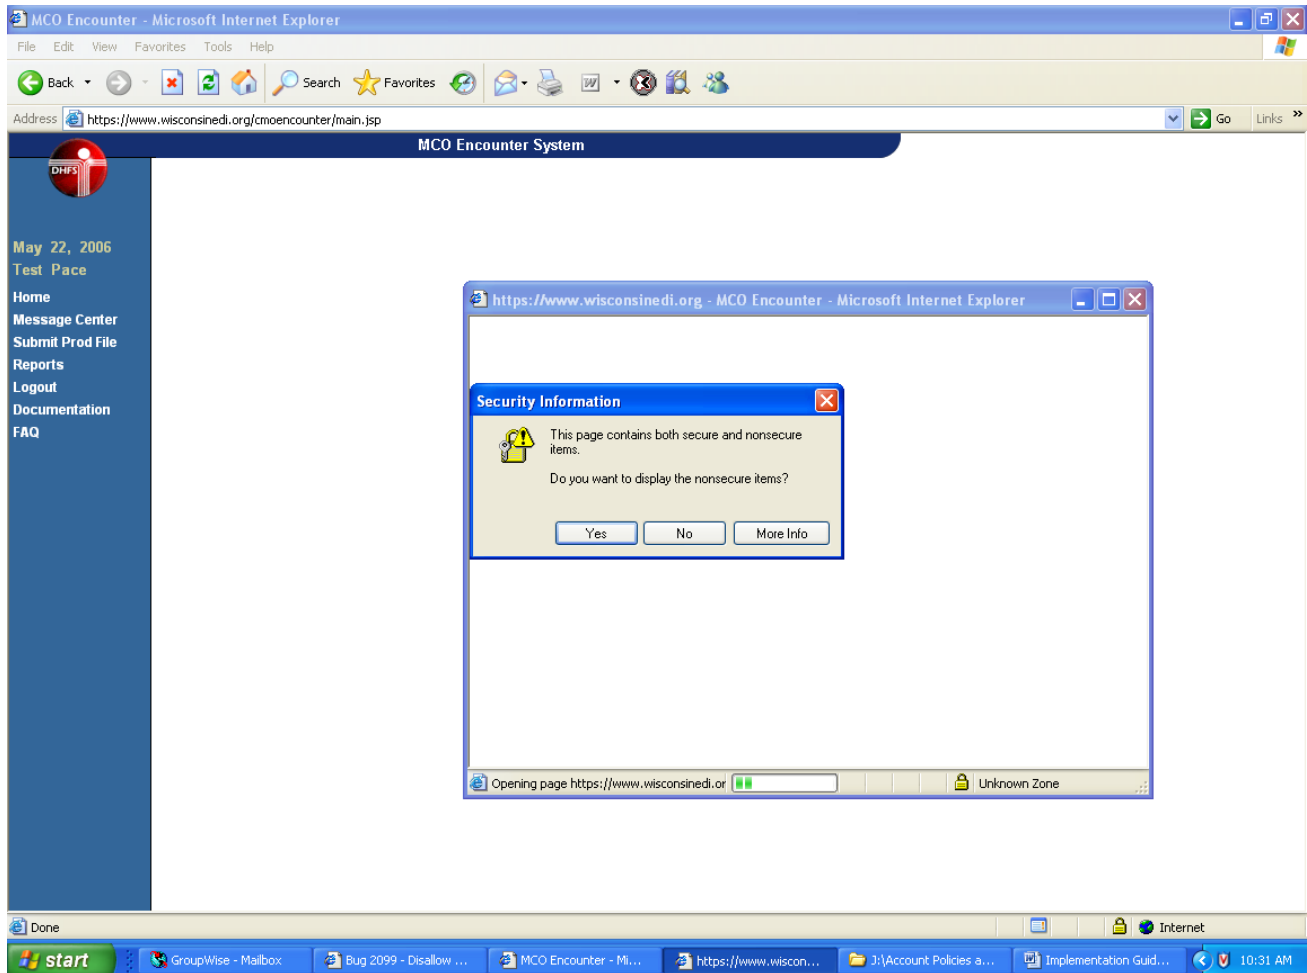 MCO Encounter - Microsoft Internet Explorer
File Edit View Favorites Tools Help
Back Search Favorites
Address https://www.wisconsinedi.org/cmoencounter/main.jsp Go Links »
MCO Encounter System
DHFS
May 22, 2006
Test Pace
Home
Message Center
Submit Prod File
Reports
Logout
Documentation
FAQ
https://www.wisconsinedi.org - MCO Encounter - Microsoft Internet Explorer
Security Information
This page contains both secure and nonsecure
items.
Do you want to display the nonsecure items?
Yes No More Info
Opening page https://www.wisconsinedi.or Unknown Zone
Done Internet
start GroupWise - Mailbox Bug 2099 - Disallow ... MCO Encounter - Mi... https://www.wiscon... J:\Account Policies a... Implementation Guid... 10:31 AM